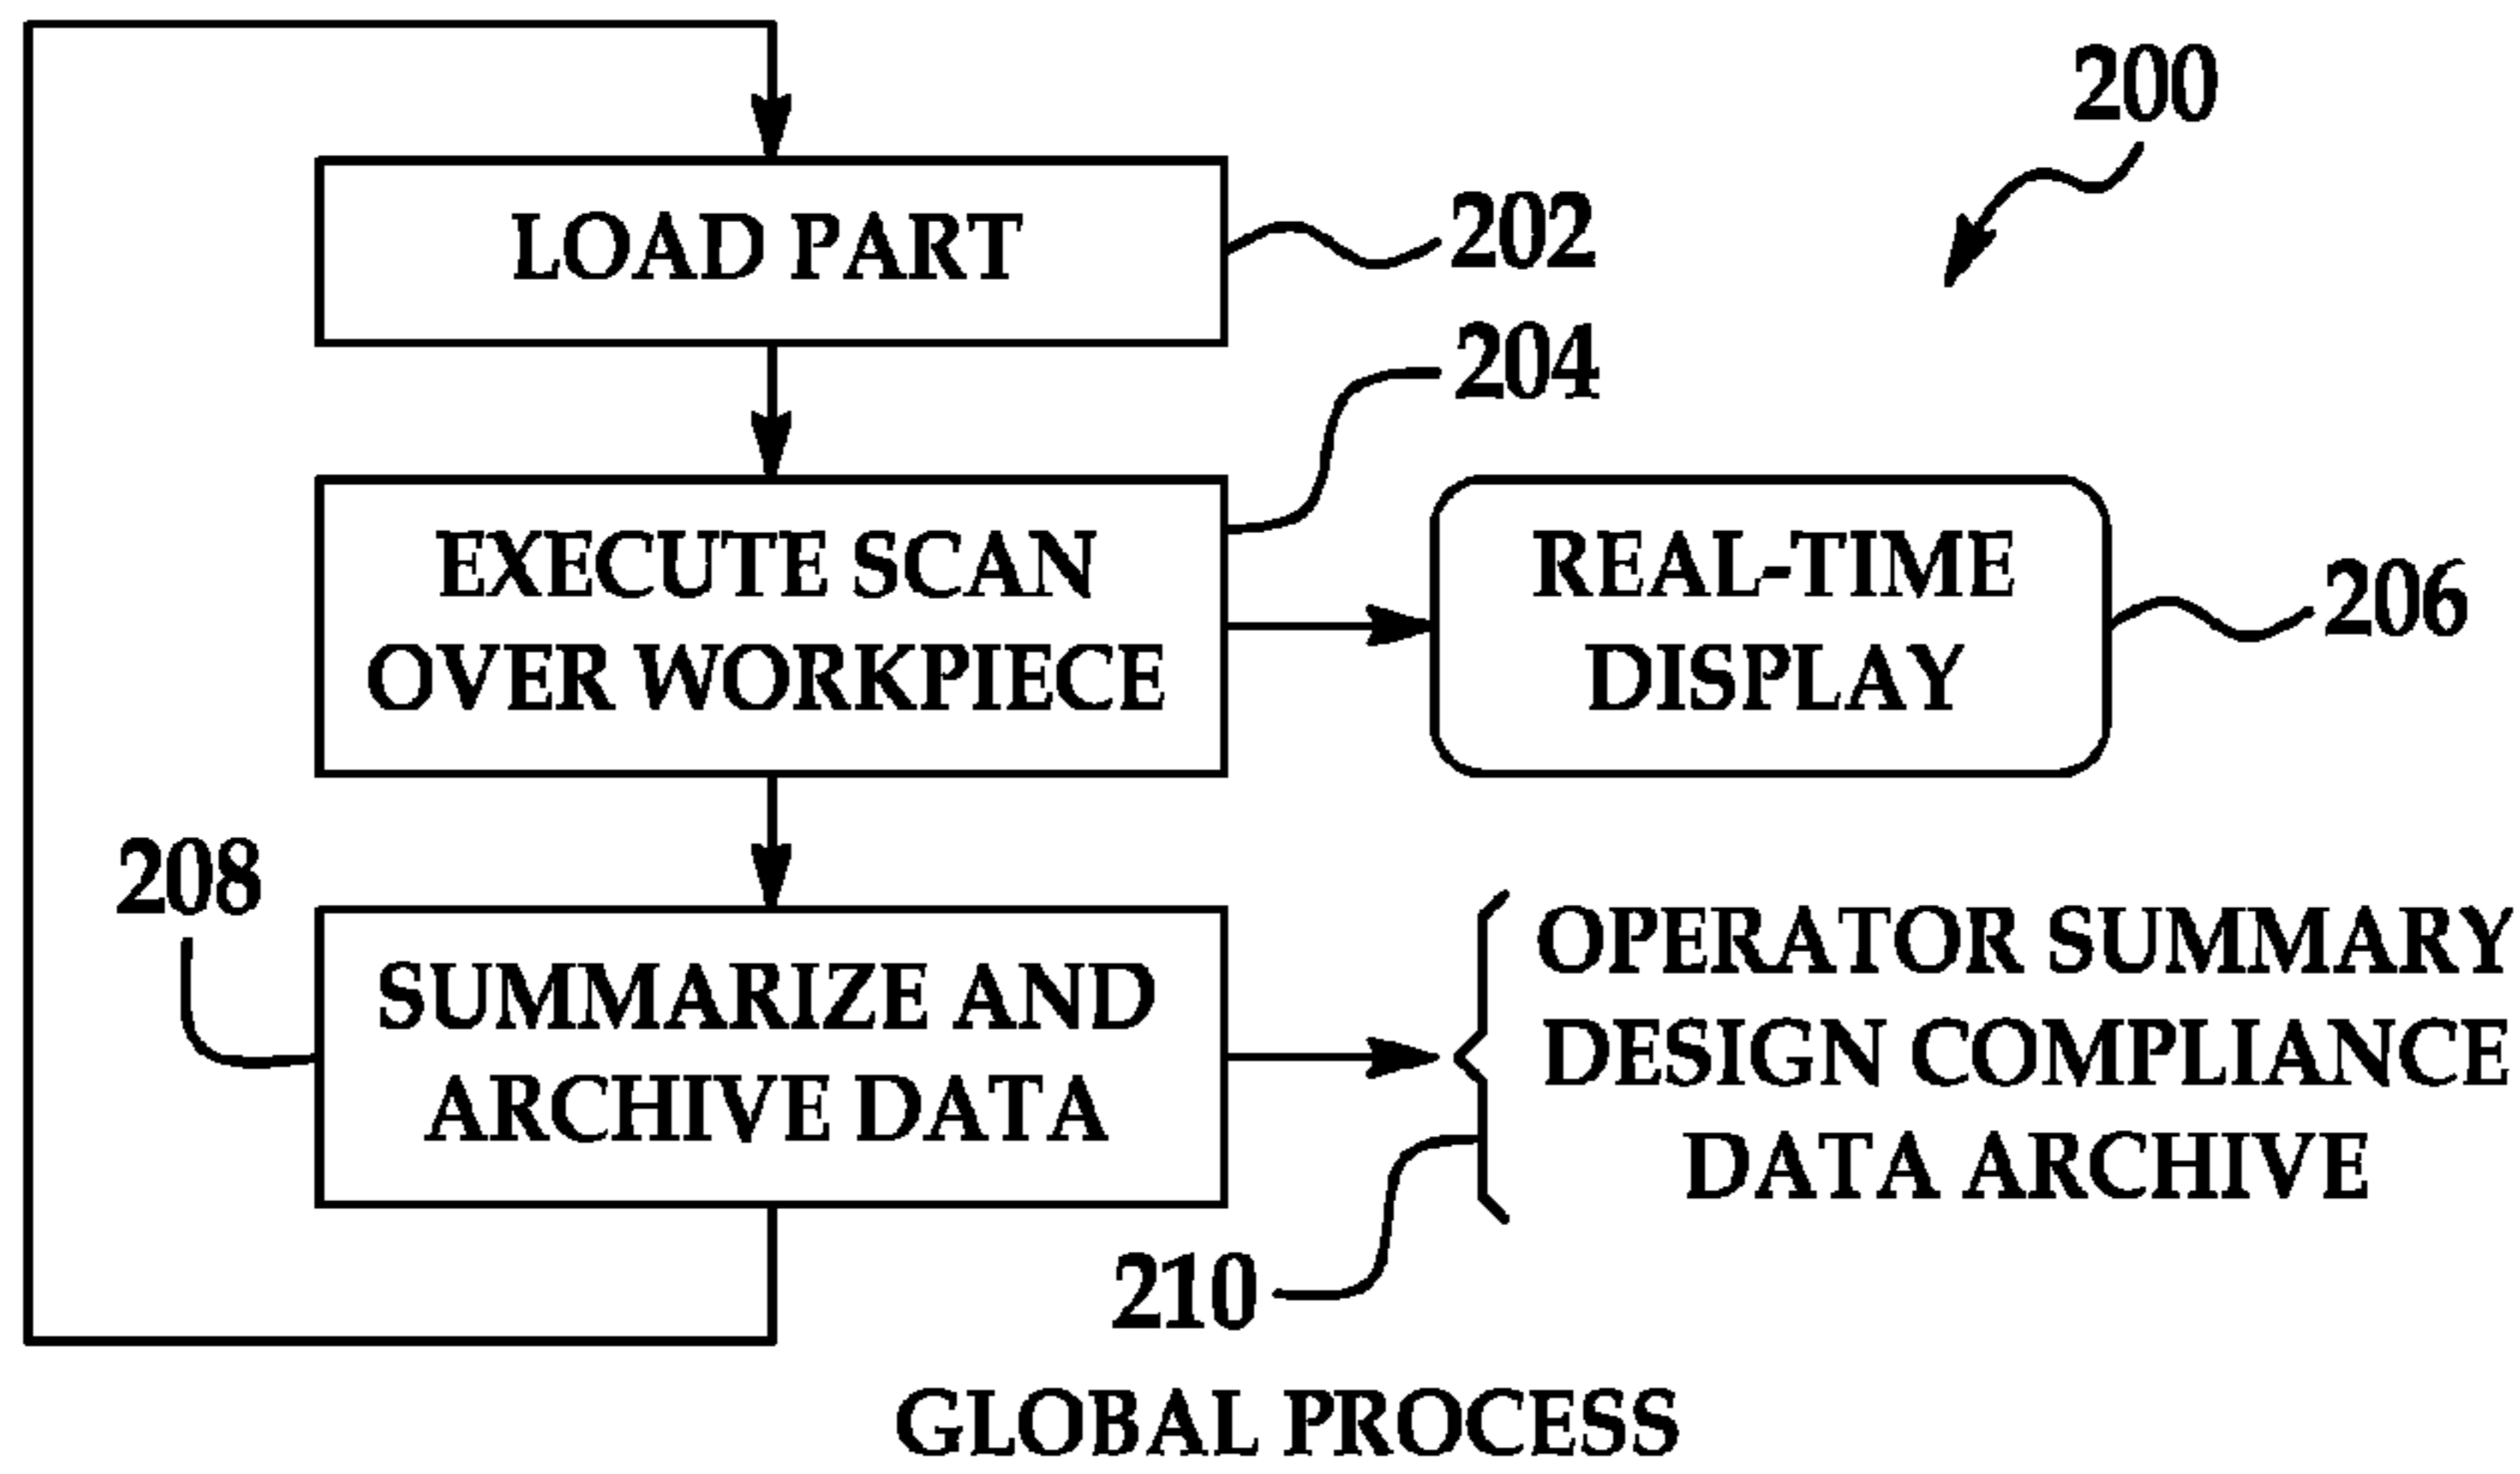 200
LOAD PART
202
204
EXECUTE SCAN
OVER WORKPIECE
REAL-TIME
DISPLAY
206
208
SUMMARIZE AND
ARCHIVE DATA
OPERATOR SUMMARY
DESIGN COMPLIANCE
DATA ARCHIVE
210
GLOBAL PROCESS